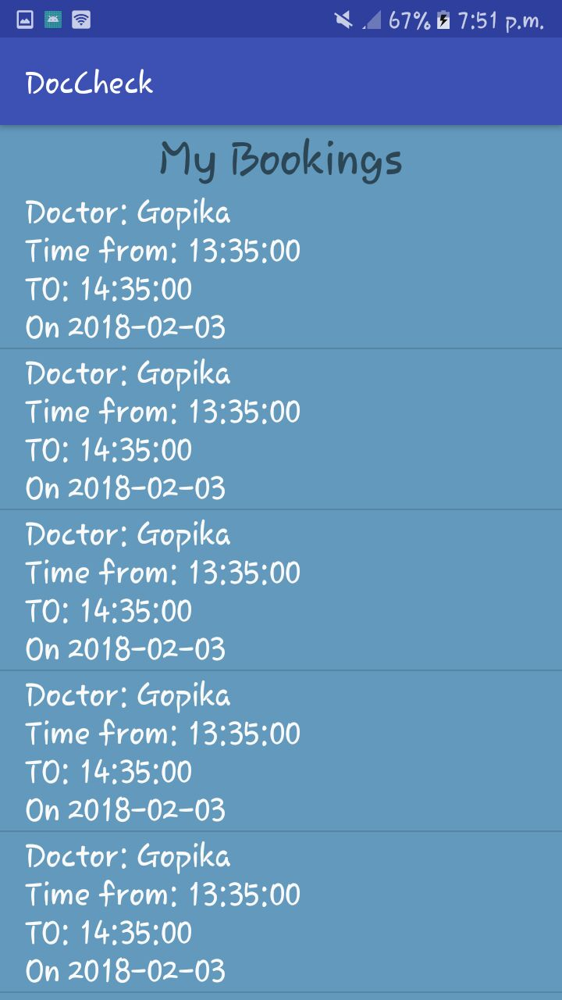 67% 7:51 p.m.
DocCheck
My Bookings
Doctor: Gopika
Time from: 13:35:00
TO: 14:35:00
On 2018-02-03
Doctor: Gopika
Time from: 13:35:00
TO: 14:35:00
On 2018-02-03
Doctor: Gopika
Time from: 13:35:00
TO: 14:35:00
On 2018-02-03
Doctor: Gopika
Time from: 13:35:00
TO: 14:35:00
On 2018-02-03
Doctor: Gopika
Time from: 13:35:00
TO: 14:35:00
On 2018-02-03